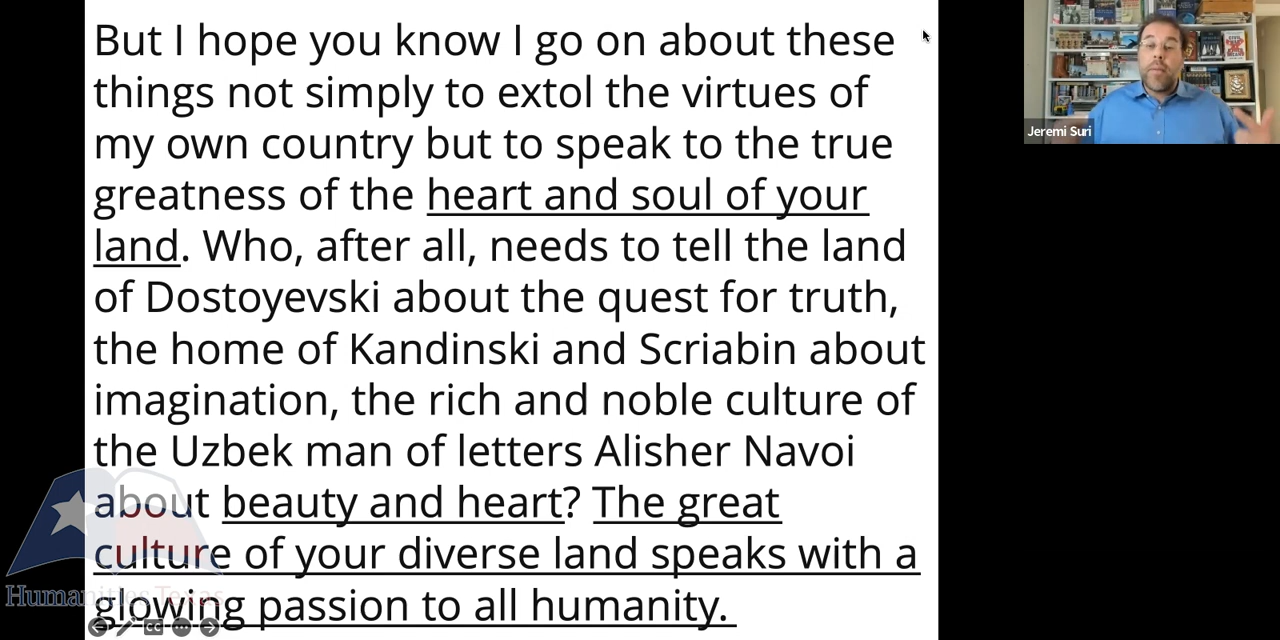 But I hope you know I go on about these
things not simply to extol the virtues of
my own country but to speak to the true
greatness of the heart and soul of your
land. Who, after all, needs to tell the land
of Dostoyevski about the quest for truth,
the home of Kandinski and Scriabin about
imagination, the rich and noble culture of
the Uzbek man of letters Alisher Navoi
about beauty and heart? The great
culture of your diverse land speaks with a
glowing passion to all humanity.
Jeremi Suri
Humanities Texas
CC